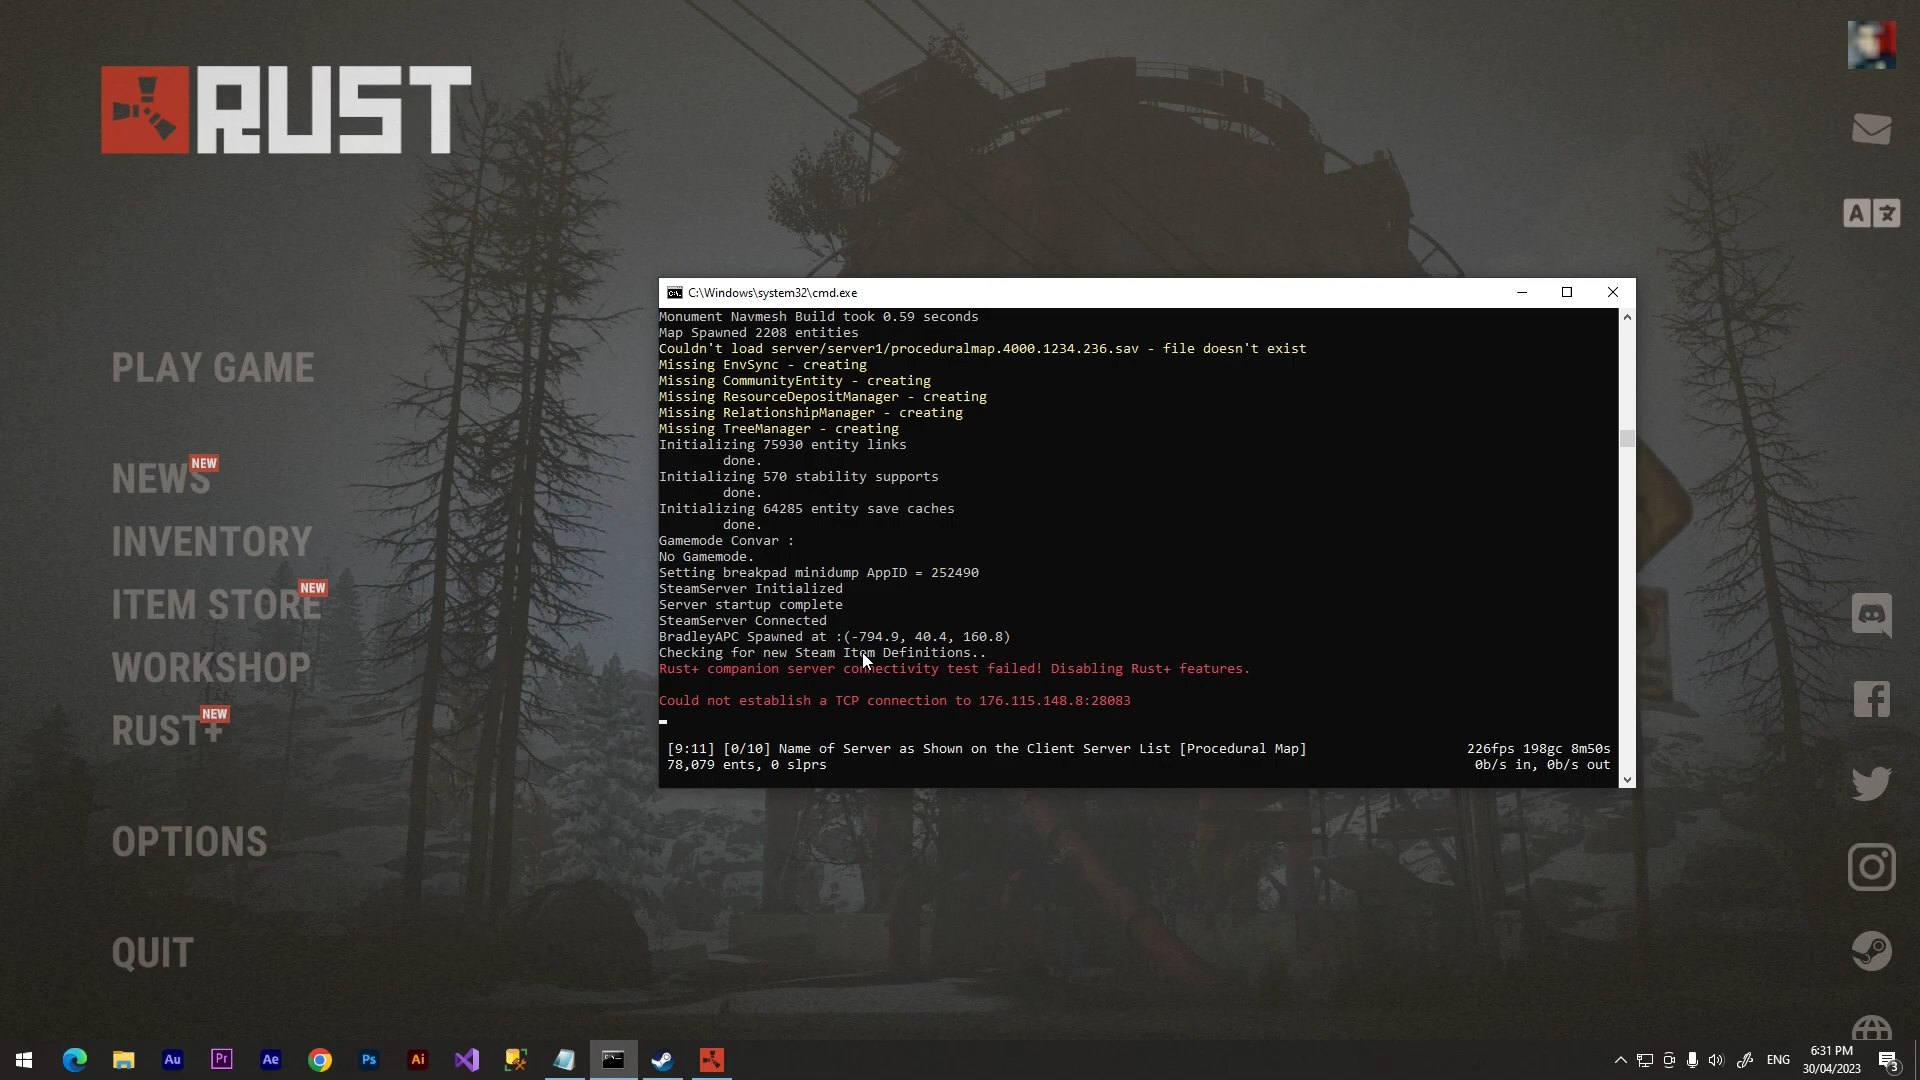 RUST
PLAY GAME
NEWS NEW
INVENTORY
ITEM STORE NEW
WORKSHOP
RUST+ NEW
OPTIONS
QUIT
A
C:\Windows\system32\cmd.exe
Monument Navmesh Build took 0.59 seconds
Map Spawned 2208 entities
Couldn't load server/server1/proceduralmap.4000.1234.236.sav - file doesn't exist
Missing EnvSync - creating
Missing CommunityEntity - creating
Missing ResourceDepositManager - creating
Missing RelationshipManager - creating
Missing TreeManager - creating
Initializing 75930 entity links
done.
Initializing 570 stability supports
done.
Initializing 64285 entity save caches
done.
Gamemode Convar :
No Gamemode.
Setting breakpad minidump AppID = 252490
SteamServer Initialized
Server startup complete
SteamServer Connected
BradleyAPC Spawned at :(-794.9, 40.4, 160.8)
Checking for new Steam Item Definitions..
Rust+ companion server connectivity test failed! Disabling Rust+ features.
Could not establish a TCP connection to 176.115.148.8:28083
[9:11] [0/10] Name of Server as Shown on the Client Server List [Procedural Map] 226fps 198gc 8m50s
78,079 ents, 0 slprs 0b/s in, 0b/s out
Au Pr Ae Ps Ai
ENG
6:31 PM
30/04/2023
3